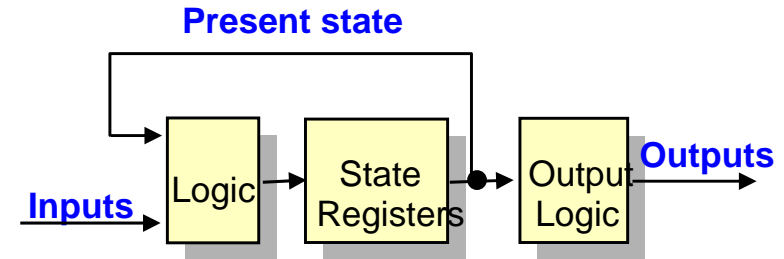 Present state
Inputs
Logic
State
Registers
Output
Logic
Outputs